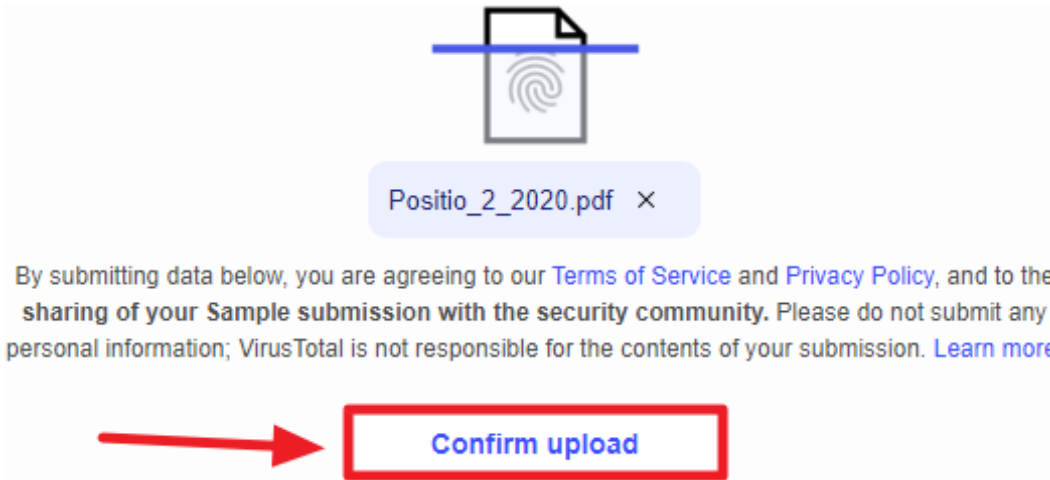 Positio_2_2020.pdf ×
By submitting data below, you are agreeing to our Terms of Service and Privacy Policy, and to the
sharing of your Sample submission with the security community. Please do not submit any
personal information; VirusTotal is not responsible for the contents of your submission. Learn more
Confirm upload